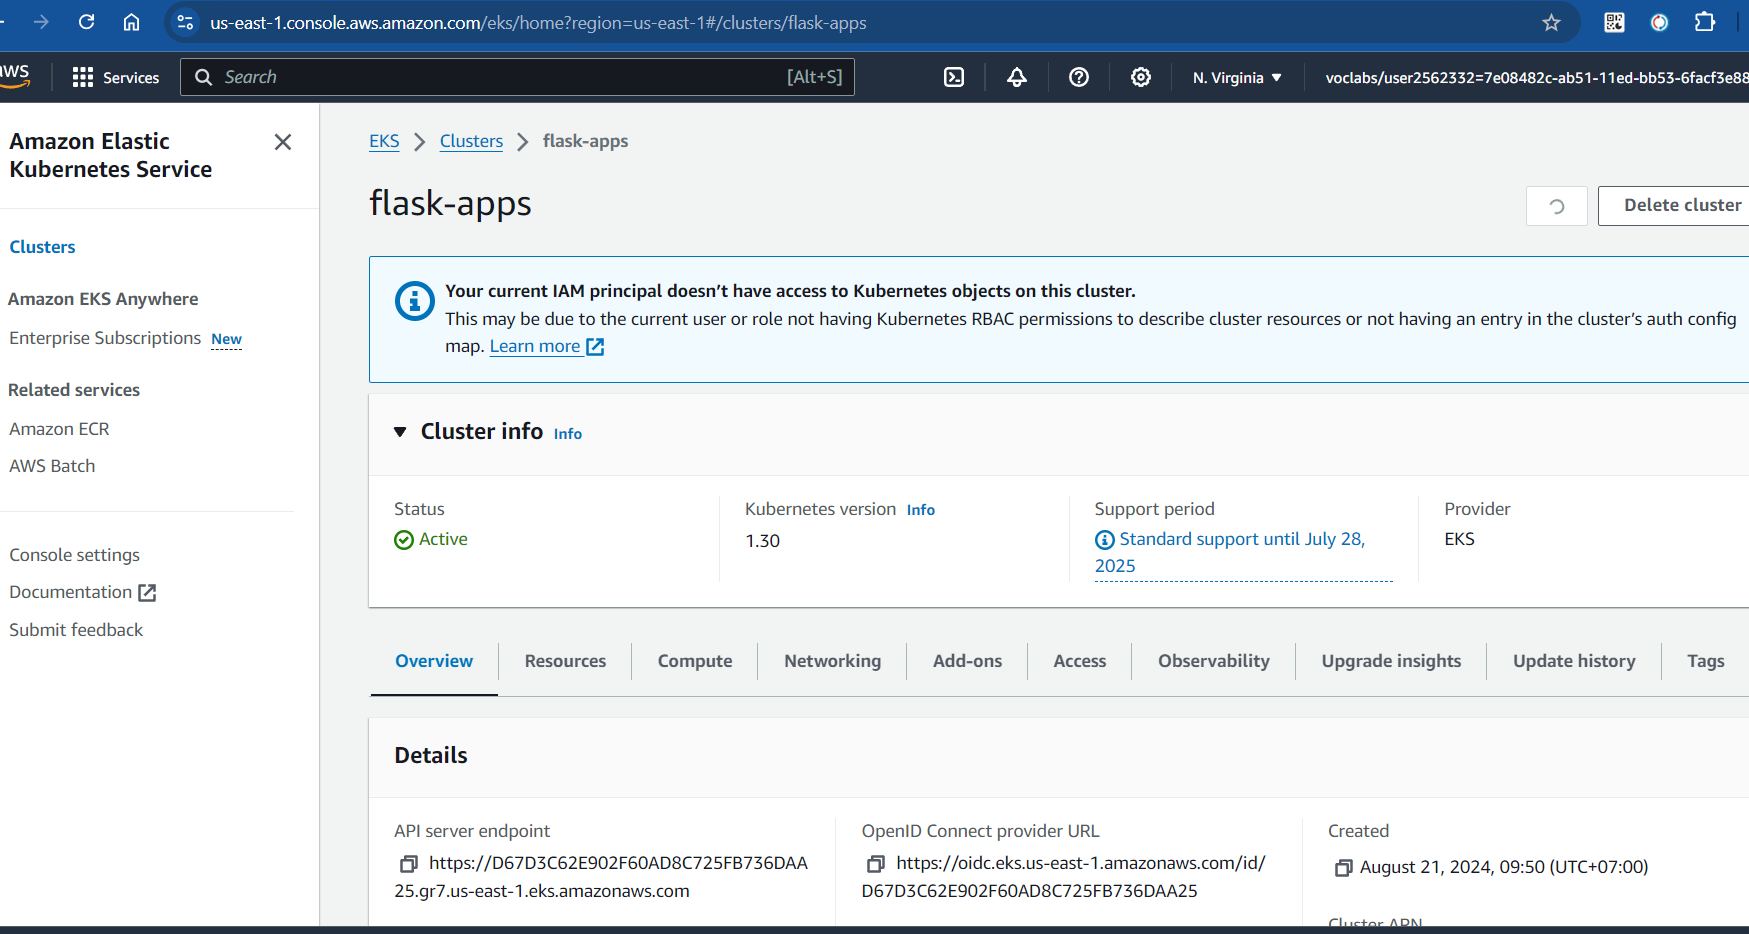 us-east-1.console.aws.amazon.com/eks/home?region=us-east-1#/clusters/flask-apps
aws
Services
Search
[Alt+S]
N. Virginia ▼
voclabs/user2562332=7e08482c-ab51-11ed-bb53-6facf3e88
Amazon Elastic
Kubernetes Service
Clusters
Amazon EKS Anywhere
Enterprise Subscriptions New
Related services
Amazon ECR
AWS Batch
Console settings
Documentation
Submit feedback
EKS > Clusters > flask-apps
flask-apps
Delete cluster
Your current IAM principal doesn’t have access to Kubernetes objects on this cluster.
This may be due to the current user or role not having Kubernetes RBAC permissions to describe cluster resources or not having an entry in the cluster’s auth config
map. Learn more
Cluster info Info
Status
Active
Kubernetes version Info
1.30
Support period
Standard support until July 28,
2025
Provider
EKS
Overview
Resources
Compute
Networking
Add-ons
Access
Observability
Upgrade insights
Update history
Tags
Details
API server endpoint
https://D67D3C62E902F60AD8C725FB736DAA
25.gr7.us-east-1.eks.amazonaws.com
OpenID Connect provider URL
https://oidc.eks.us-east-1.amazonaws.com/id/
D67D3C62E902F60AD8C725FB736DAA25
Created
August 21, 2024, 09:50 (UTC+07:00)
Cluster ARN